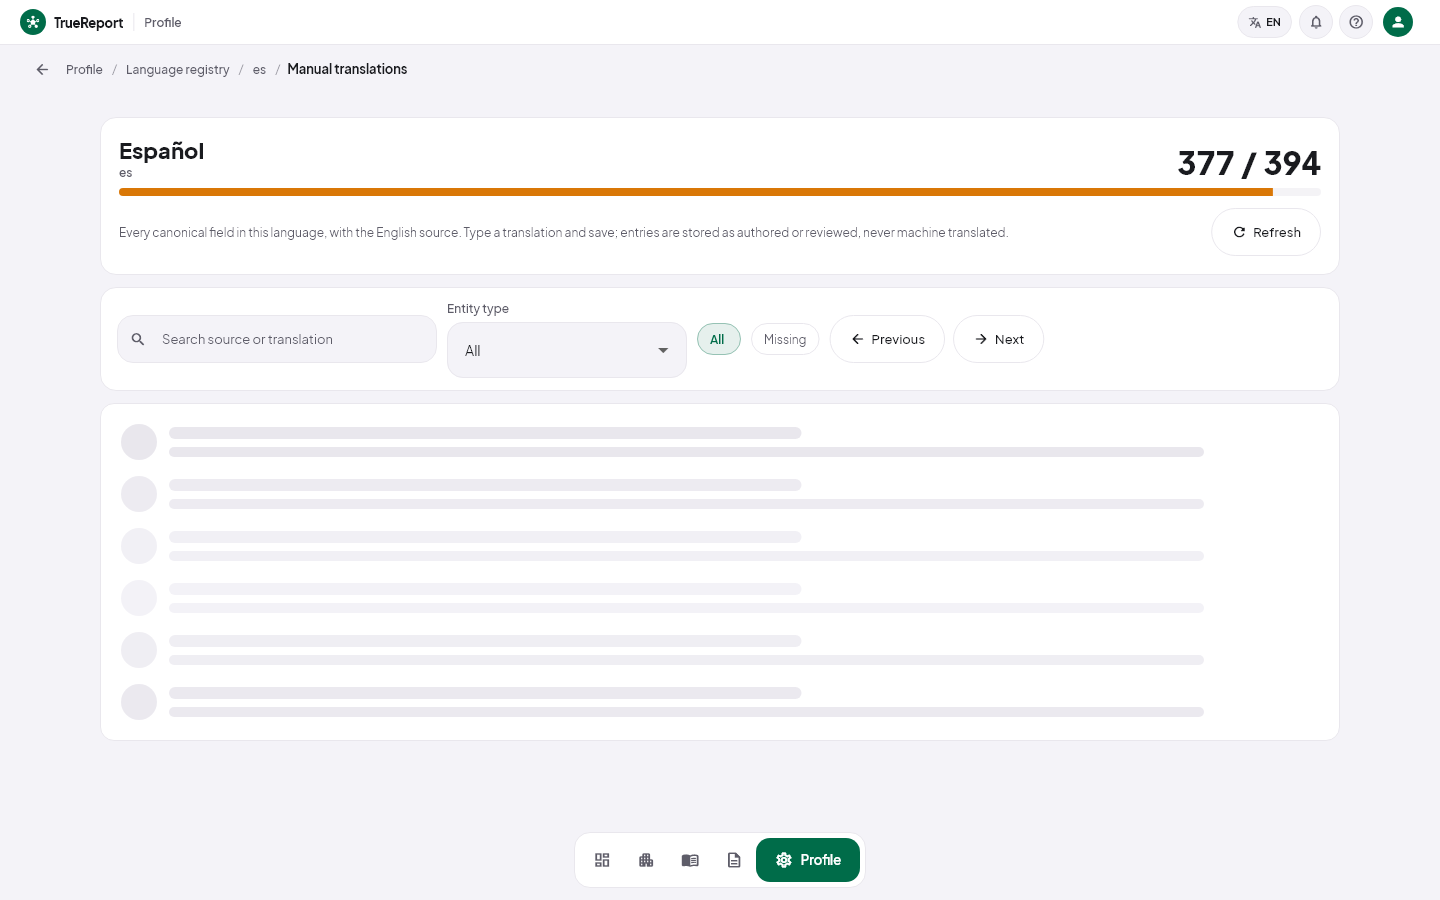 TrueReport
Profile
EN
Profile / Language registry / es / Manual translations
Español
es
377 / 394
Every canonical field in this language, with the English source. Type a translation and save; entries are stored as authored or reviewed, never machine translated.
Refresh
Entity type
Search source or translation
All
All
Missing
Previous
Next
Profile